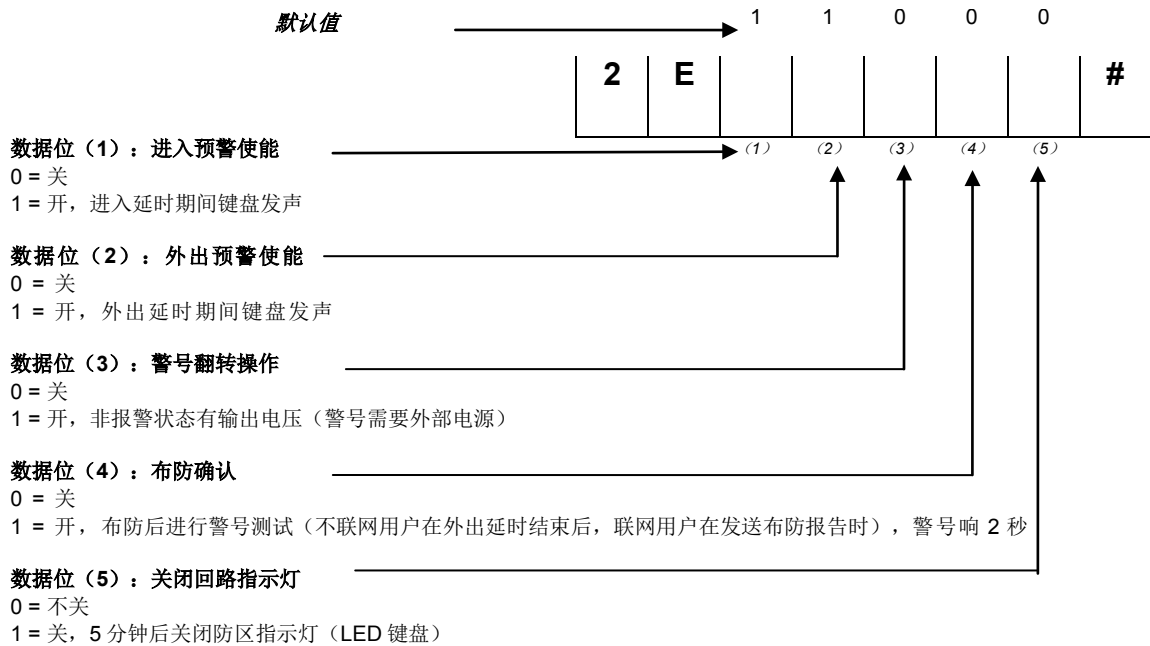 默认值 1 1 0 0 0
2 E #
(1) (2) (3) (4) (5)
数据位（1）：进入预警使能
0 = 关
1 = 开，进入延时期间键盘发声
数据位（2）：外出预警使能
0 = 关
1 = 开，外出延时期间键盘发声
数据位（3）：警号翻转操作
0 = 关
1 = 开，非报警状态有输出电压（警号需要外部电源）
数据位（4）：布防确认
0 = 关
1 = 开，布防后进行警号测试（不联网用户在外出延时结束后，联网用户在发送布防报告时），警号响 2 秒
数据位（5）：关闭回路指示灯
0 = 不关
1 = 关，5 分钟后关闭防区指示灯（LED 键盘）